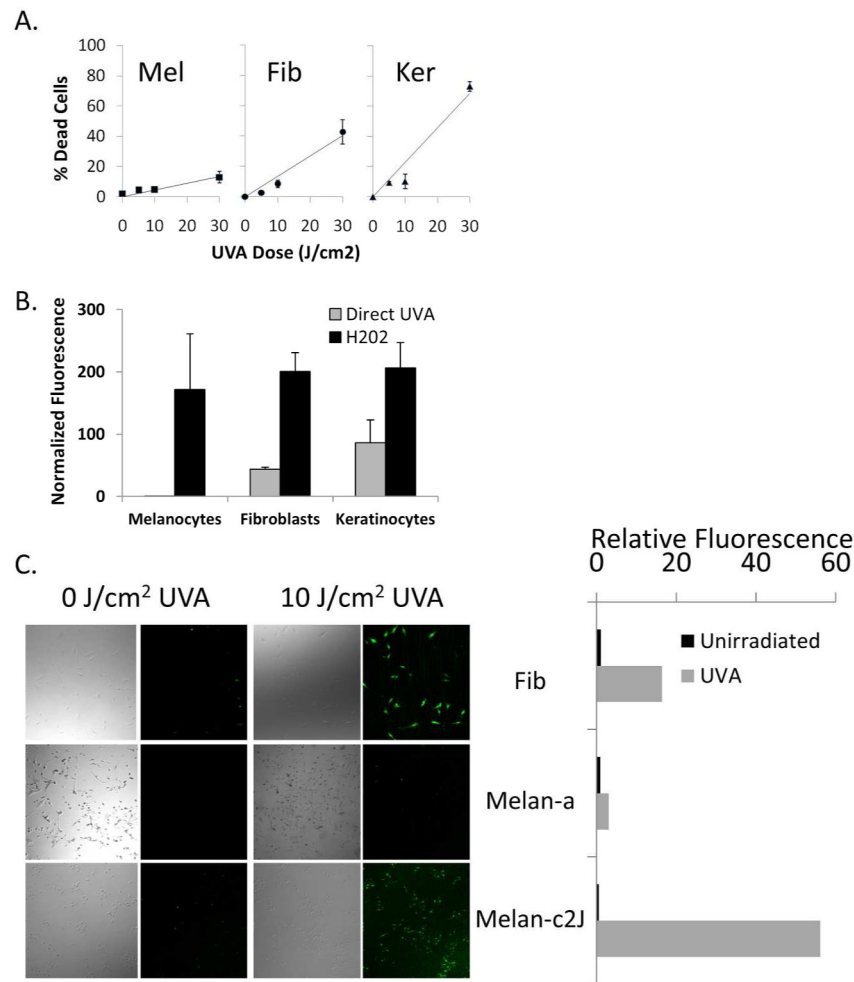 A.
% Dead Cells
100
80
60
40
20
0
Mel
Fib
Ker
0 10 20 30 0 10 20 30 0 10 20 30
UVA Dose (J/cm2)
B.
Normalized Fluorescence
300
200
100
0
Direct UVA
H202
Melanocytes Fibroblasts Keratinocytes
C.
0 J/cm² UVA 10 J/cm² UVA
Relative Fluorescence
0 20 40 60
Unirradiated
UVA
Fib
Melan-a
Melan-c2J